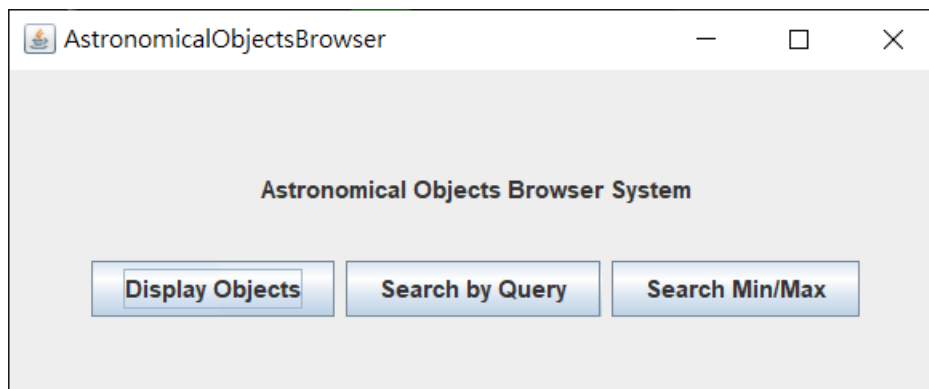 AstronomicalObjectsBrowser
Astronomical Objects Browser System
Display Objects Search by Query Search Min/Max